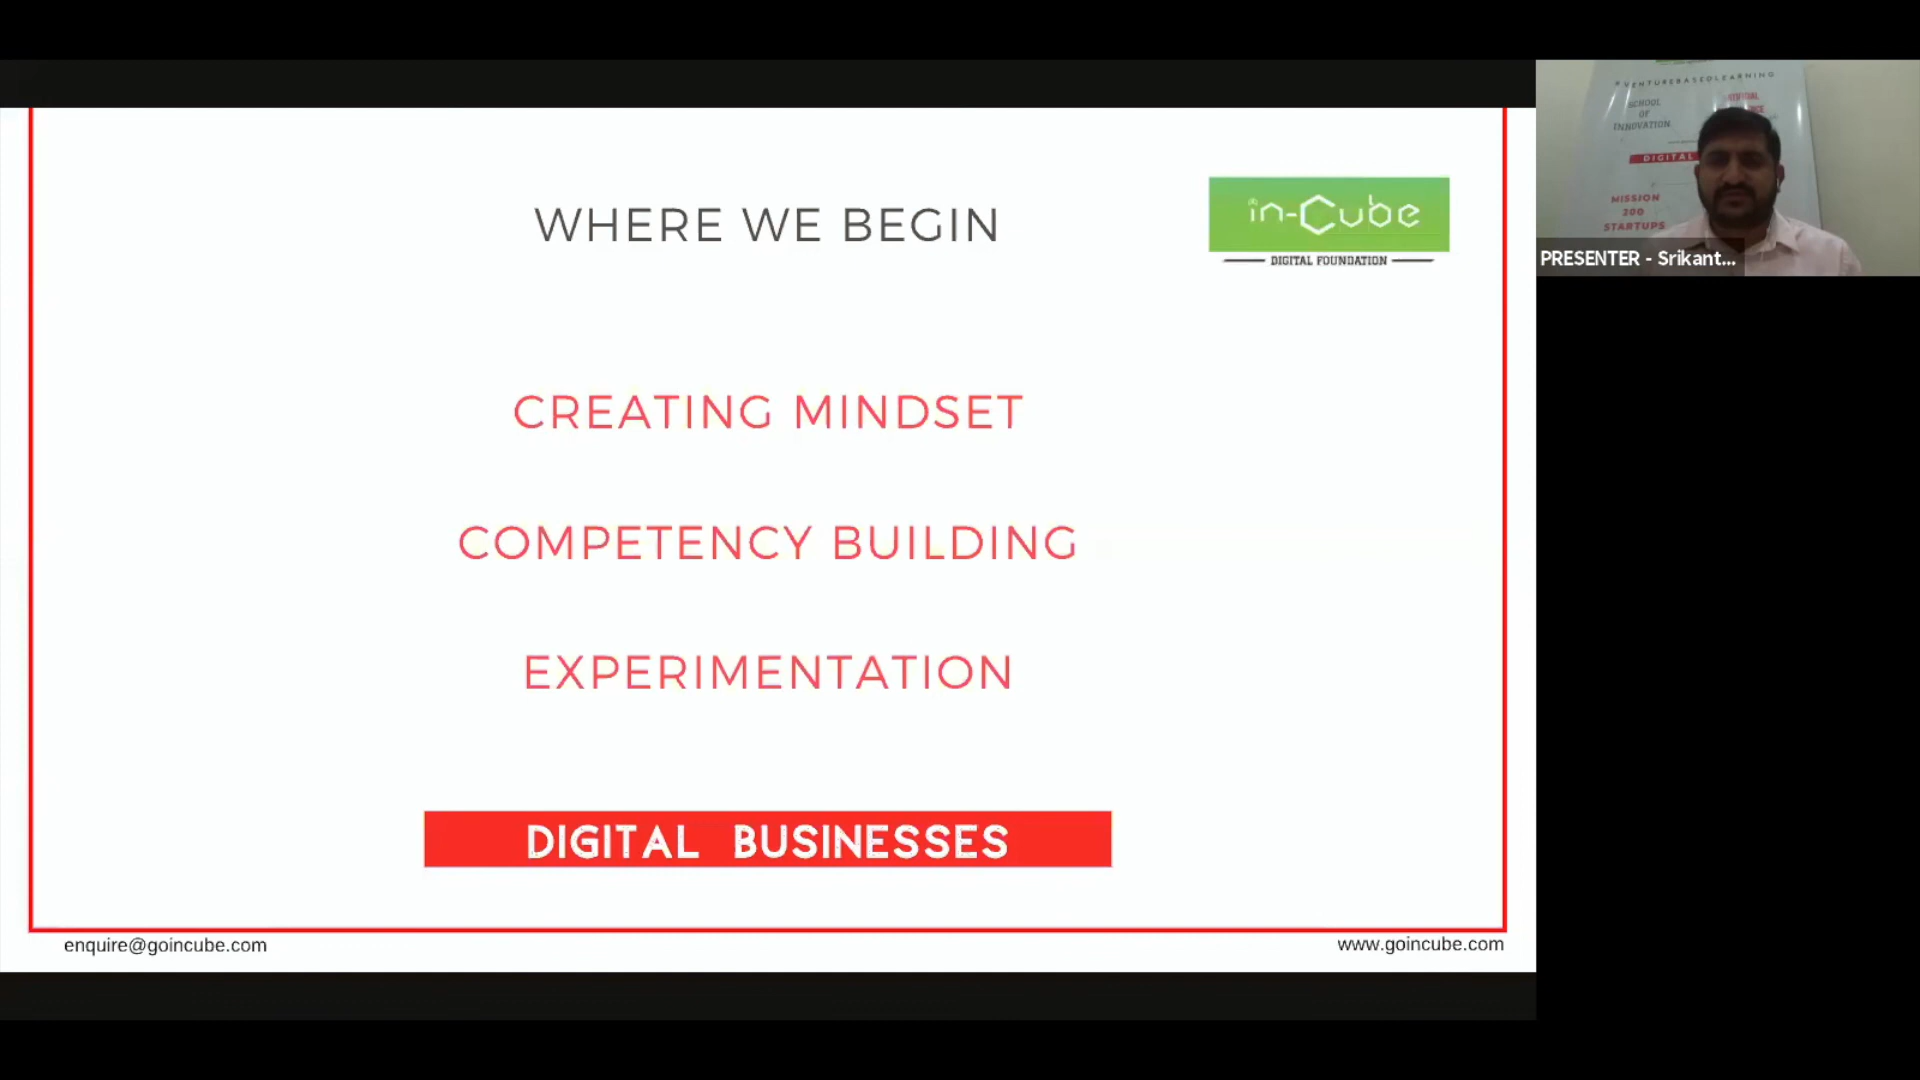 WHERE WE BEGIN
in-Cube
DIGITAL FOUNDATION
CREATING MINDSET
COMPETENCY BUILDING
EXPERIMENTATION
DIGITAL BUSINESSES
enquire@goincube.com
www.goincube.com
#VENTUREBASEDLEARNING
SCHOOL
OF
INNOVATION
DIGITAL
MISSION
200
STARTUPS
PRESENTER - Srikant...